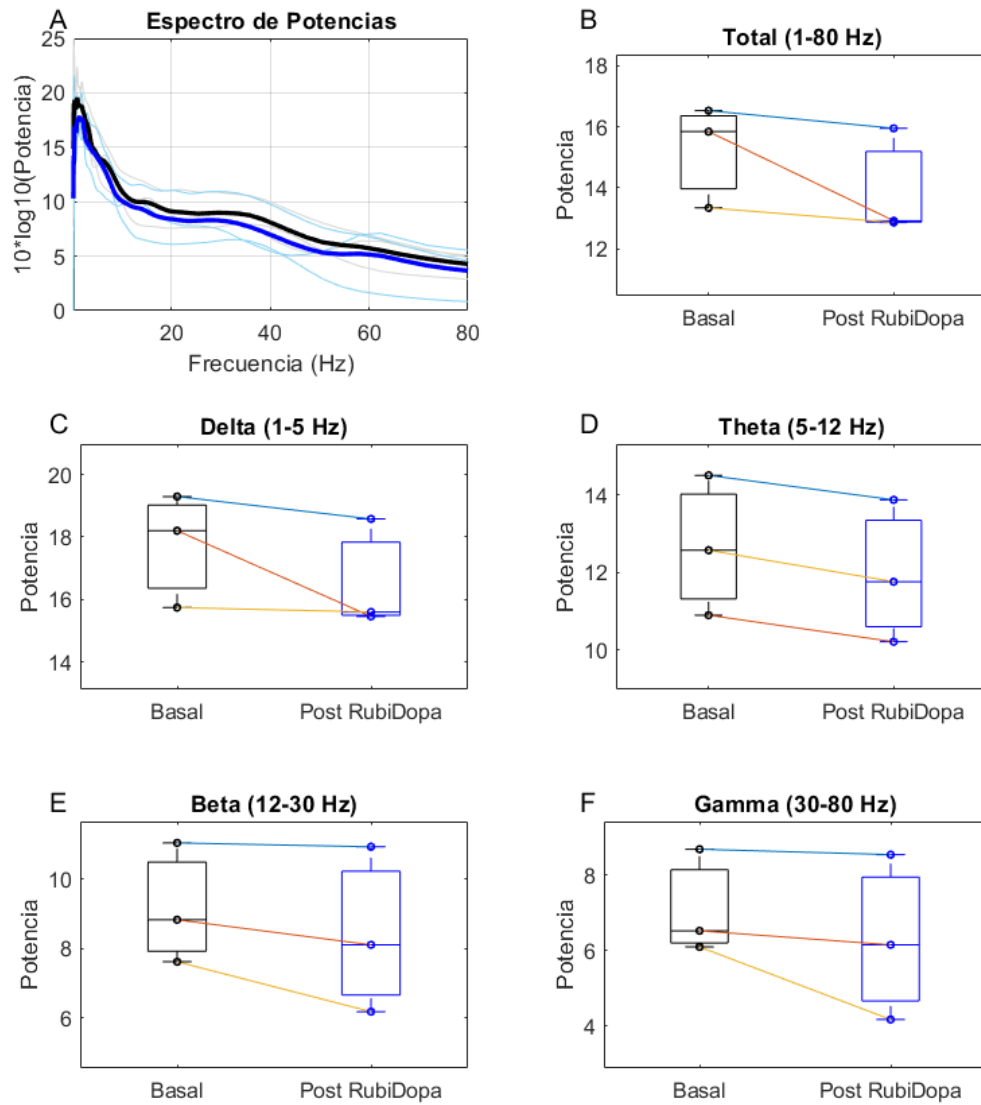 A
Espectro de Potencias
25
20
15
10
5
0
20
40
60
80
10*log10(Potencia)
Frecuencia (Hz)
B
Total (1-80 Hz)
18
16
14
12
Potencia
Basal
Post RubiDopa
C
Delta (1-5 Hz)
20
18
16
14
Potencia
Basal
Post RubiDopa
D
Theta (5-12 Hz)
14
12
10
Potencia
Basal
Post RubiDopa
E
Beta (12-30 Hz)
10
8
6
Potencia
Basal
Post RubiDopa
F
Gamma (30-80 Hz)
8
6
4
Potencia
Basal
Post RubiDopa